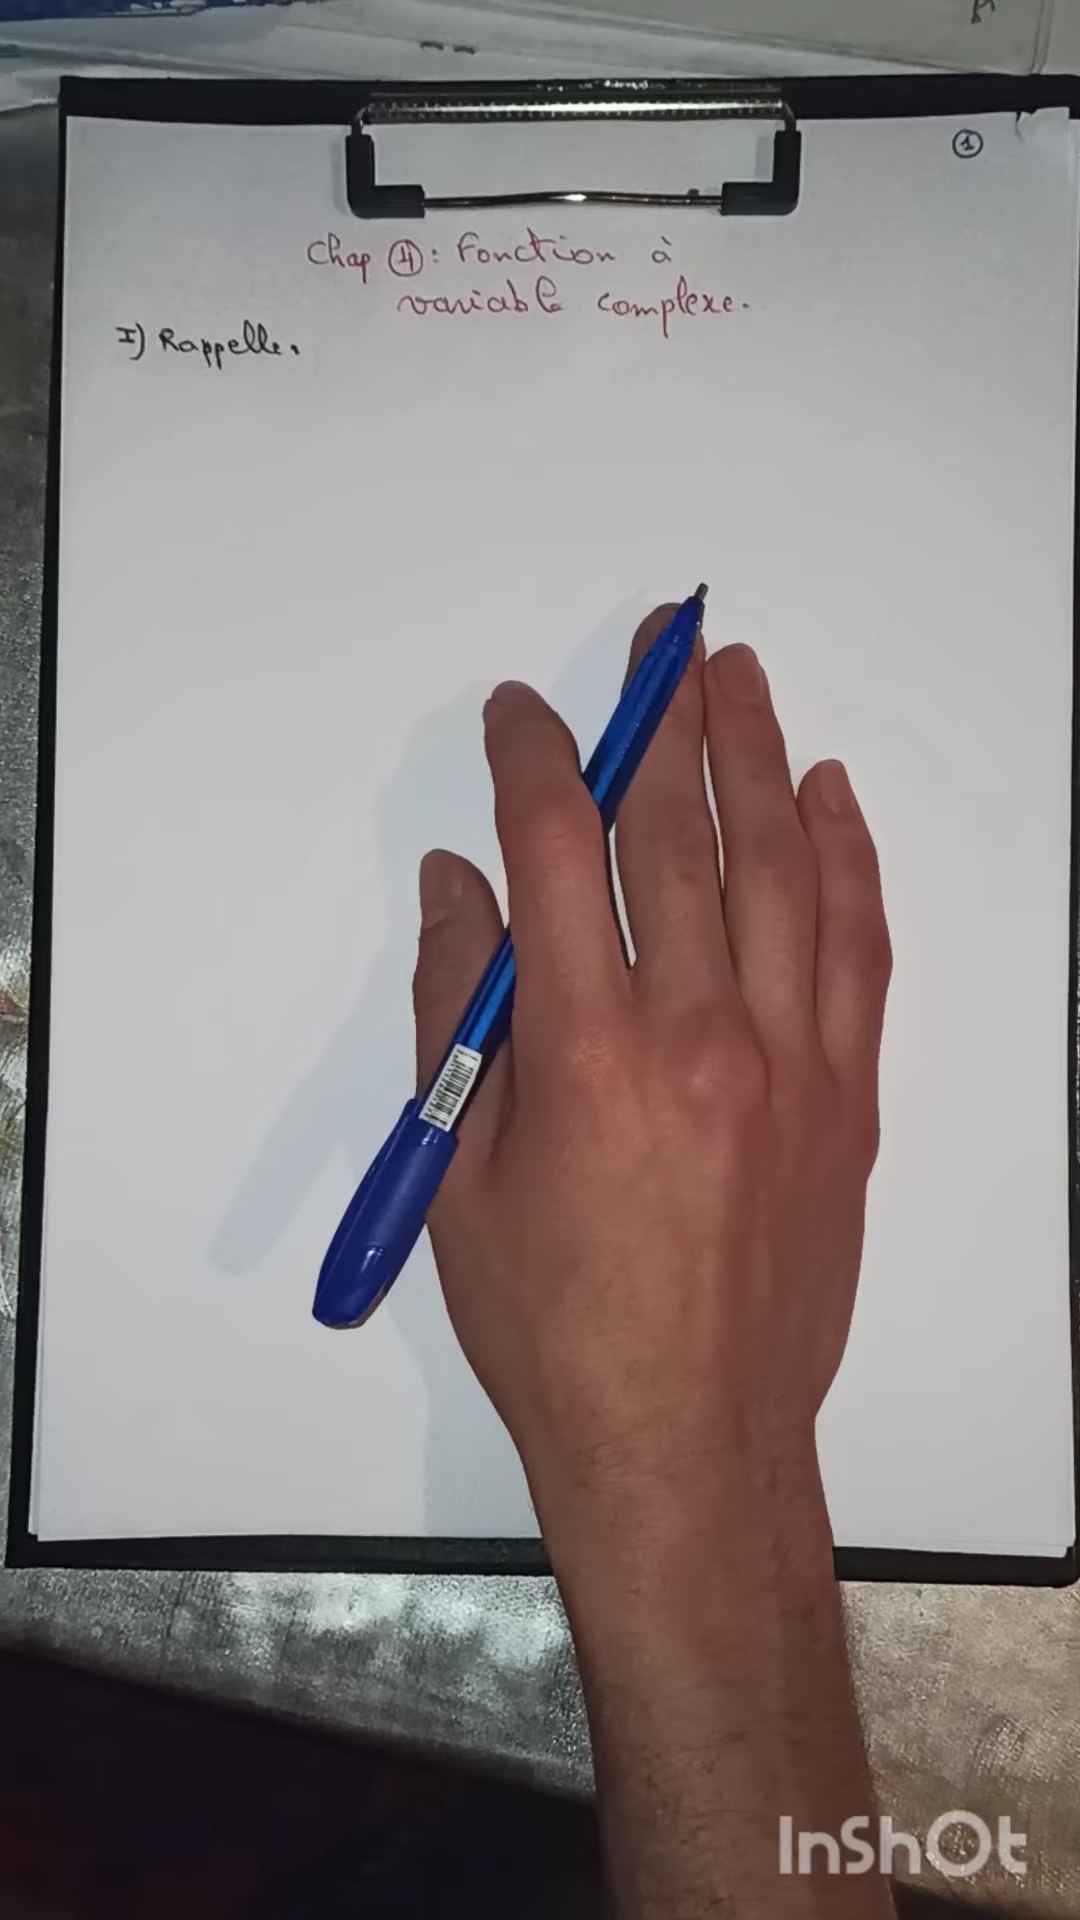 ①
Chap ④: Fonction à
variable complexe.
I) Rappelle.
InShOt